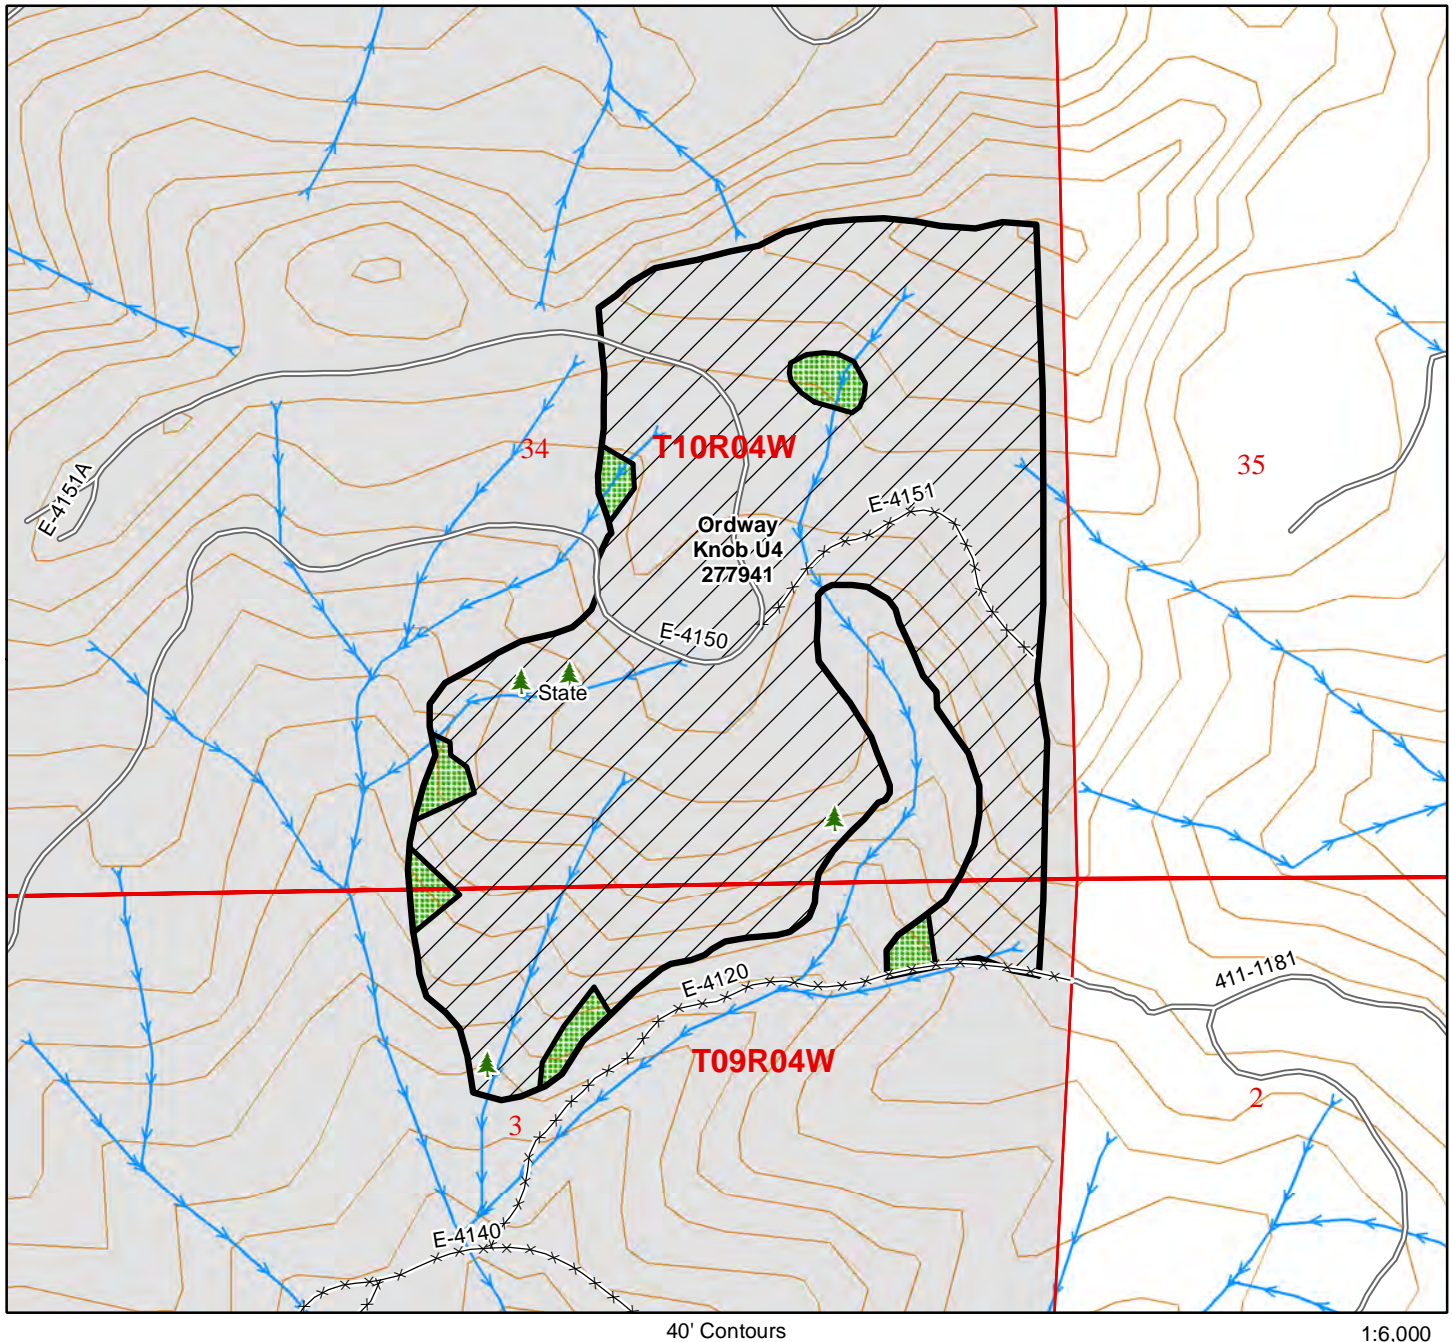 34
T10R04W
35
E-4151A
E-4151
Ordway
Knob U4
277941
E-4150
State
E-4120
411-1181
T09R04W
2
3
E-4140
40' Contours
1:6,000